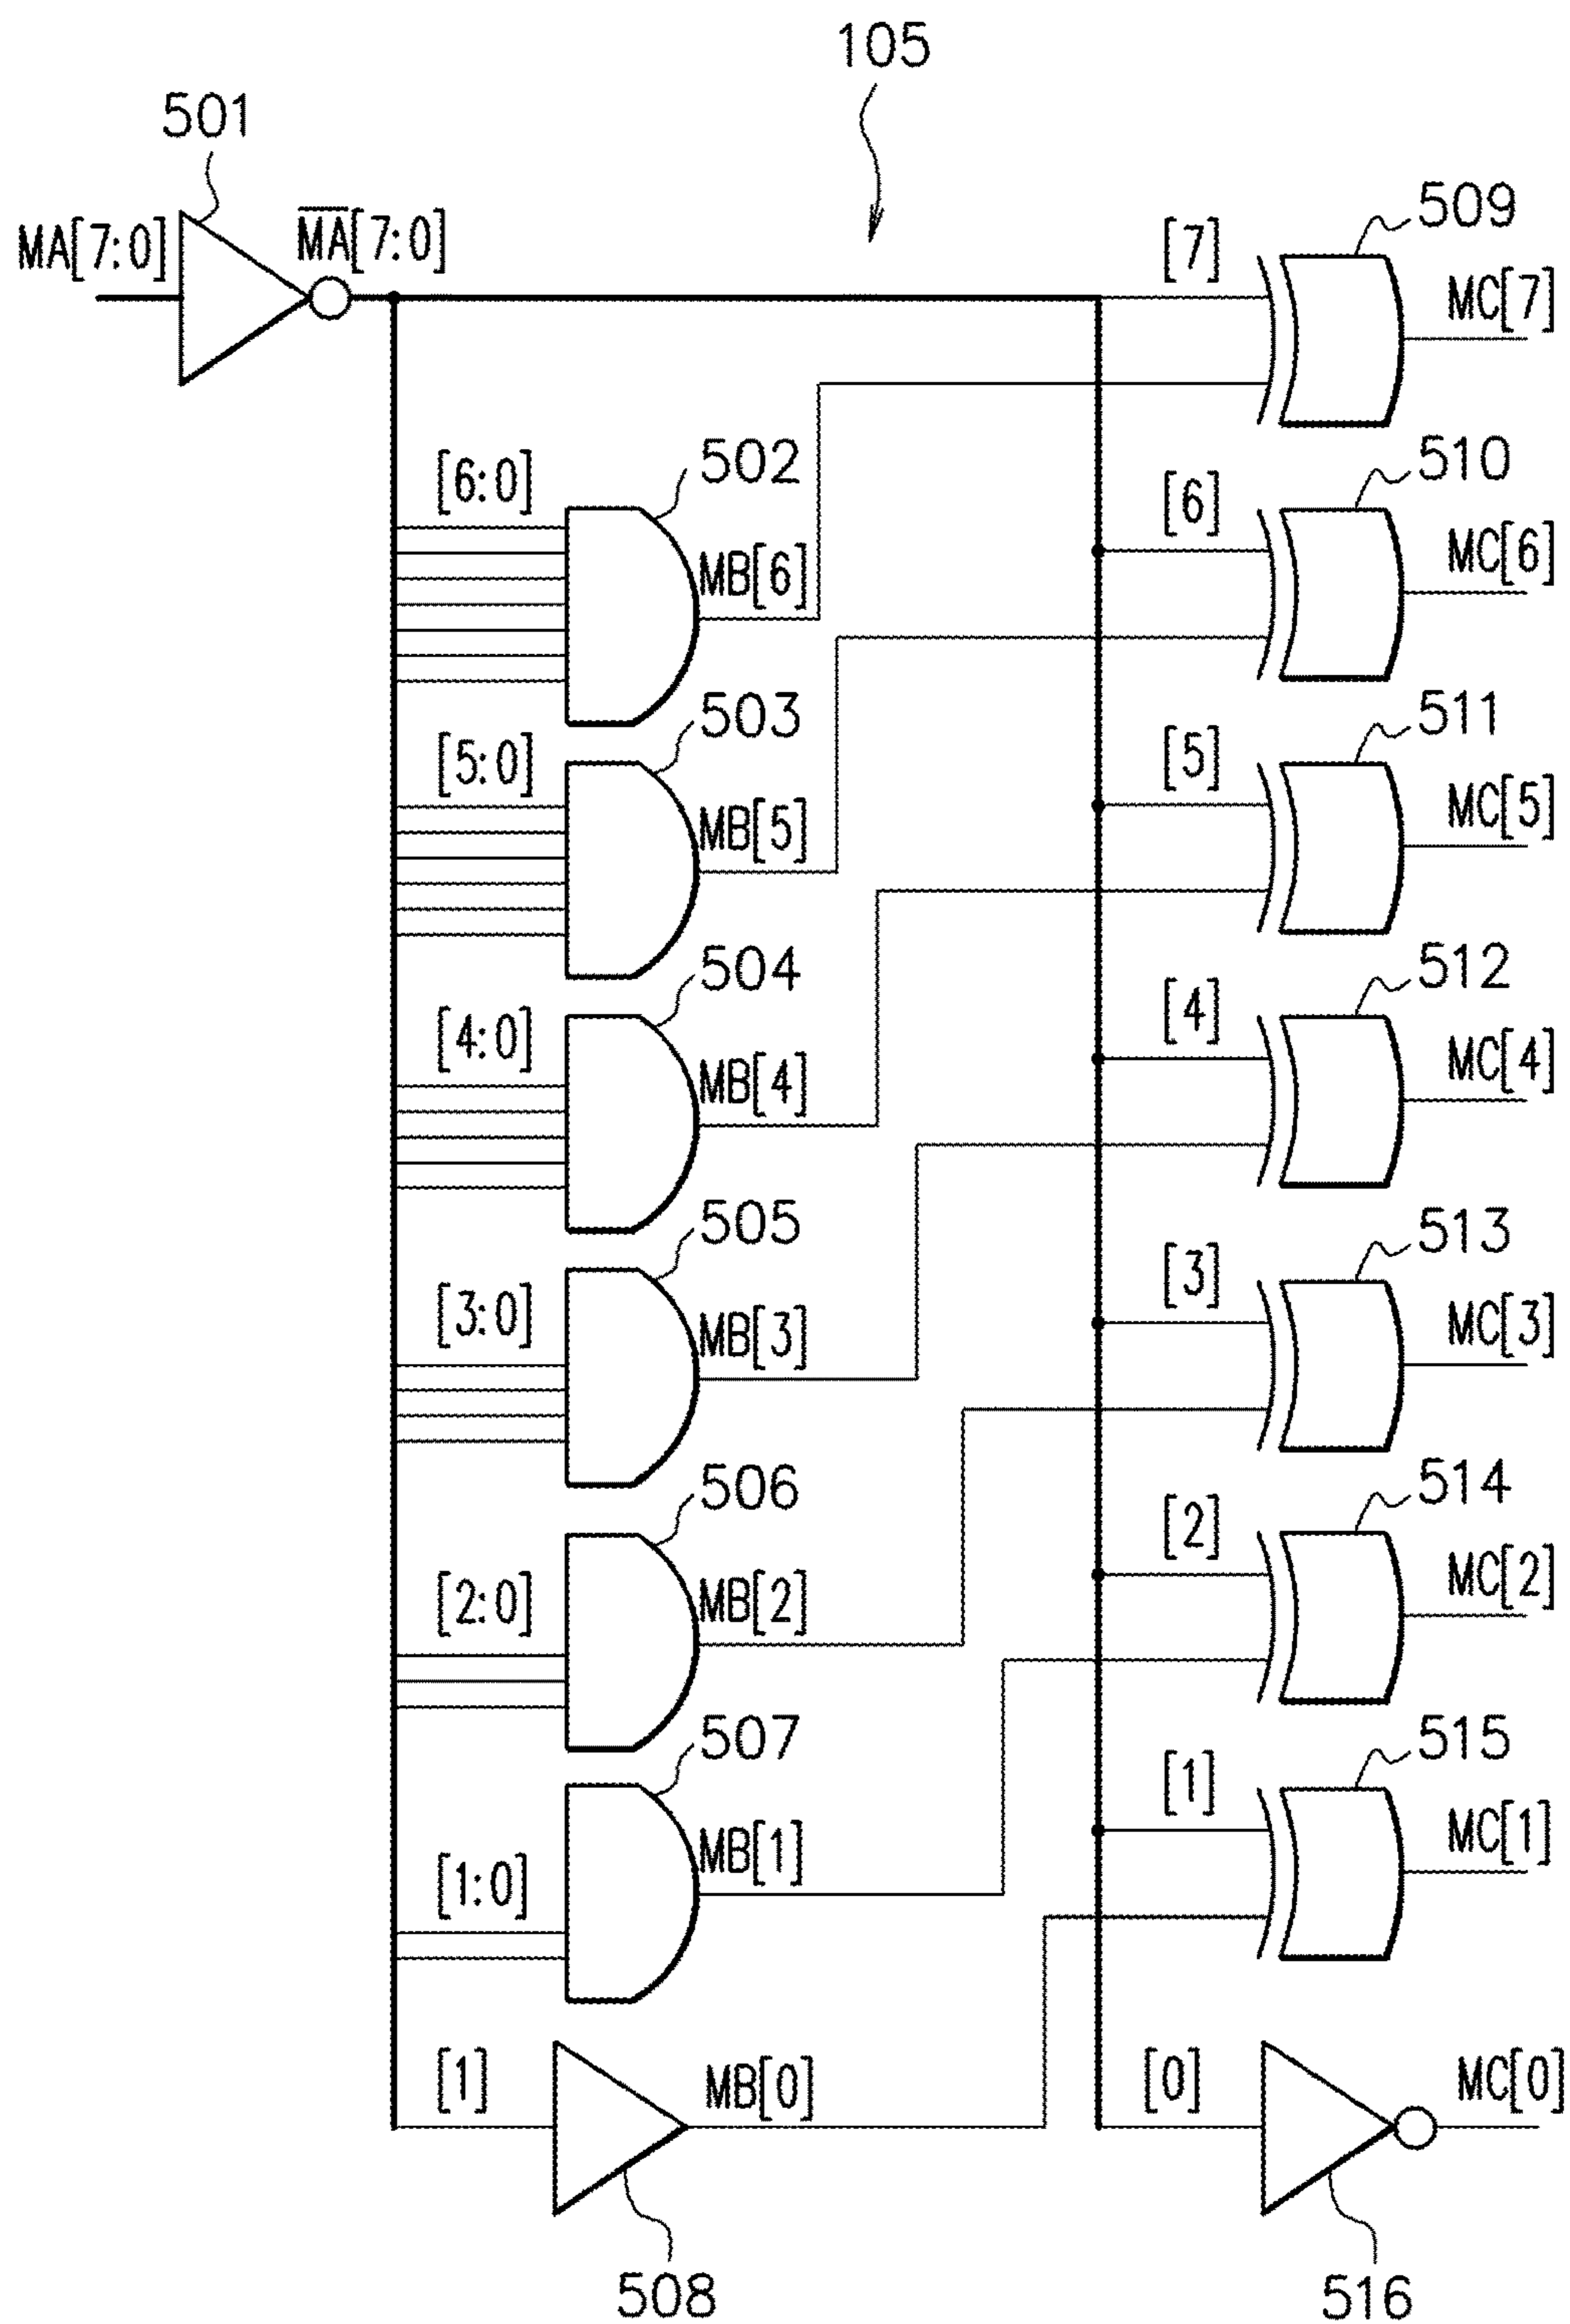 105
501
MA[7:0]
M̅A̅[7:0]
[7]
509
MC[7]
[6:0]
502
MB[6]
[6]
510
MC[6]
[5:0]
503
MB[5]
[5]
511
MC[5]
[4:0]
504
MB[4]
[4]
512
MC[4]
[3:0]
505
MB[3]
[3]
513
MC[3]
[2:0]
506
MB[2]
[2]
514
MC[2]
[1:0]
507
MB[1]
[1]
515
MC[1]
[1]
MB[0]
508
[0]
MC[0]
516